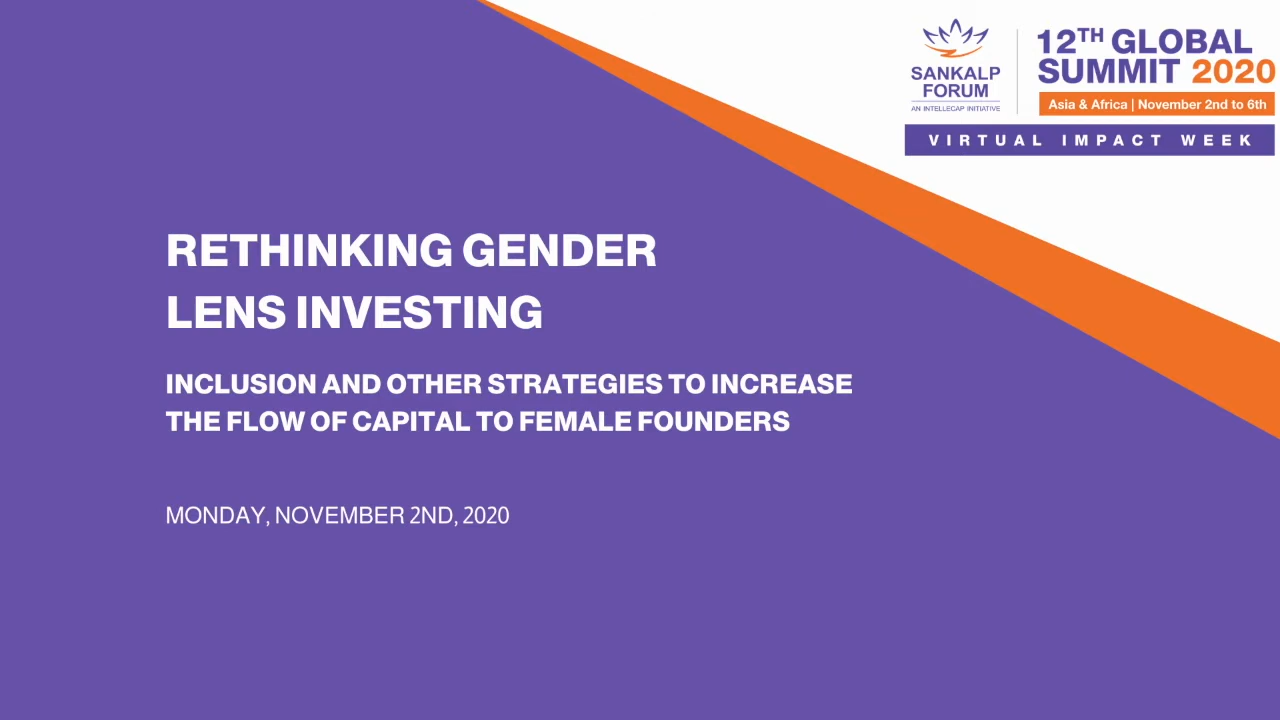 SANKALP
FORUM
AN INTELLECAP INITIATIVE
12TH GLOBAL
SUMMIT 2020
Asia & Africa | November 2nd to 6th
VIRTUAL IMPACT WEEK
RETHINKING GENDER
LENS INVESTING
INCLUSION AND OTHER STRATEGIES TO INCREASE
THE FLOW OF CAPITAL TO FEMALE FOUNDERS
MONDAY, NOVEMBER 2ND, 2020